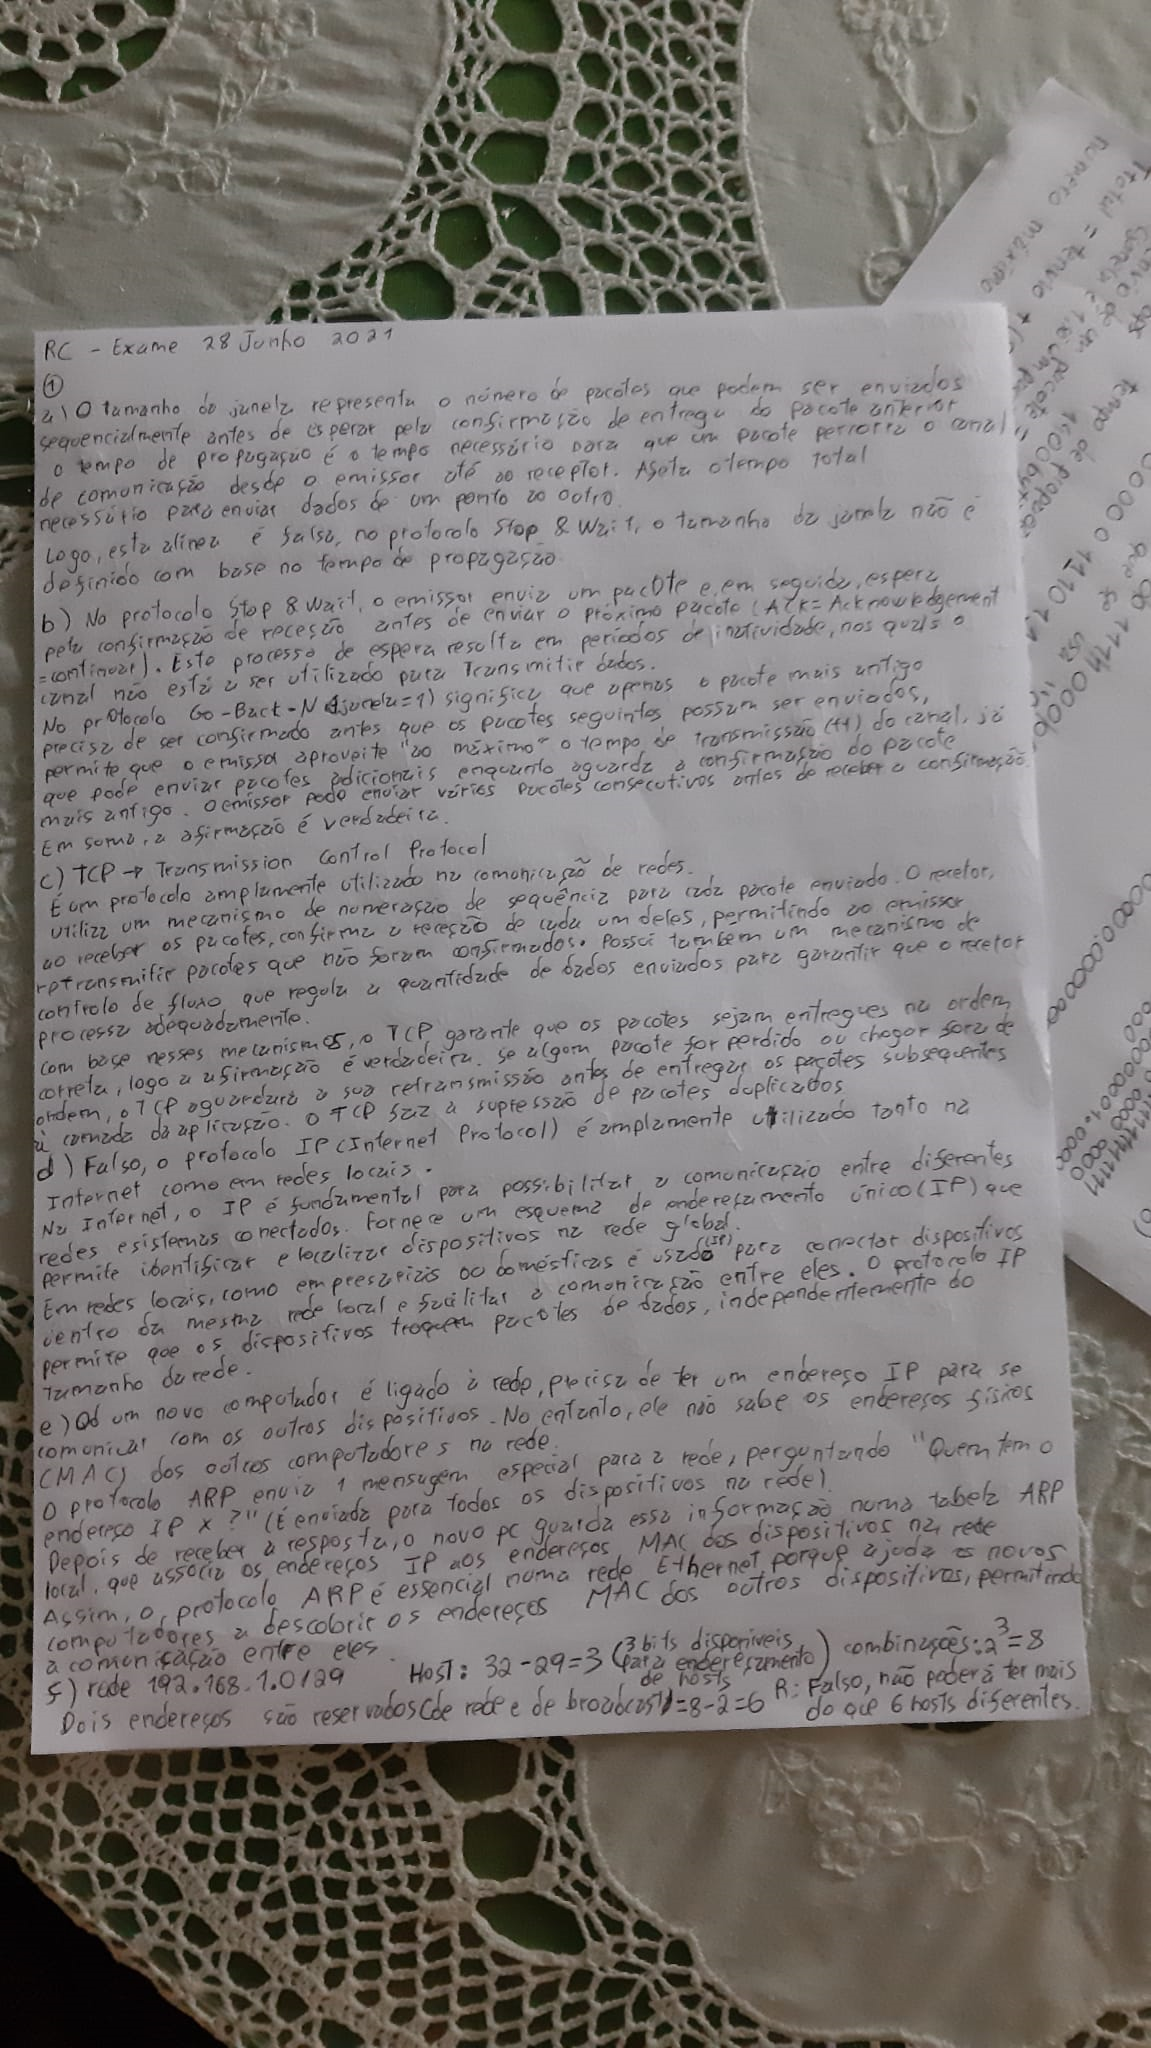 RC - Exame 28 Junho 2021
①
a) O tamanho da janela representa o número de pacotes que podem ser enviados
sequencialmente antes de esperar pela confirmação de entrega do pacote anterior
o tempo de propagação é o tempo necessário para que um pacote percorra o canal
de comunicação desde o emissor até ao receptor. Afeta o tempo total
necessário para enviar dados de um ponto ao outro.
Logo, esta alínea é falsa, no protocolo Stop & Wait, o tamanho da janela não é
definido com base no tempo de propagação.
b) No protocolo Stop & Wait, o emissor envia um pacote e, em seguida, espera
pela confirmação de receção antes de enviar o próximo pacote (ACK = Acknowledgement
=continuar). Este processo de espera resulta em períodos de inatividade, nos quais o
canal não está a ser utilizado para transmitir dados.
No protocolo Go-Back-N (janela=1) significa que apenas o pacote mais antigo
precisa de ser confirmado antes que os pacotes seguintes possam ser enviados,
permite que o emissor aproveite "ao máximo" o tempo de transmissão (tt) do canal, já
que pode enviar pacotes adicionais enquanto aguarda a confirmação do pacote
mais antigo. O emissor pode enviar vários pacotes consecutivos antes de receber a confirmação.
Em soma, a afirmação é verdadeira.
c) TCP → Transmission Control Protocol
É um protocolo amplamente utilizado na comunicação de redes.
Utiliza um mecanismo de numeração de sequência para cada pacote enviado. O recetor,
ao receber os pacotes, confirma a receção de cada um deles, permitindo ao emissor
retransmitir pacotes que não foram confirmados. Possui também um mecanismo de
controlo de fluxo que regula a quantidade de dados enviados para garantir que o recetor
processa adequadamente.
Com base nesses mecanismos, o TCP garante que os pacotes sejam entregues na ordem
correta, logo a afirmação é verdadeira. Se algum pacote for perdido ou chegar fora de
ordem, o TCP aguardará a sua retransmissão antes de entregar os pacotes subsequentes
à camada da aplicação. O TCP faz a supressão de pacotes duplicados
d) Falso, o protocolo IP (Internet Protocol) é amplamente utilizado tanto na
Internet como em redes locais.
Na Internet, o IP é fundamental para possibilitar a comunicação entre diferentes
redes e sistemas conectados. Fornece um esquema de endereçamento único (IP) que
permite identificar e localizar dispositivos na rede global.
Em redes locais, como empresariais ou domésticas é usado (IP) para conectar dispositivos
dentro da mesma rede local e facilitar a comunicação entre eles. O protocolo IP
permite que os dispositivos troquem pacotes de dados, independentemente do
tamanho da rede.
e) Qd um novo computador é ligado à rede, precisa de ter um endereço IP para se
comunicar com os outros dispositivos. No entanto, ele não sabe os endereços físicos
(MAC) dos outros computadores na rede.
O protocolo ARP envia 1 mensagem especial para a rede, perguntando "Quem tem o
endereço IP x?" (É enviada para todos os dispositivos na rede).
Depois de receber a resposta, o novo pc guarda essa informação numa tabela ARP
local, que associa os endereços IP aos endereços MAC dos dispositivos na rede
Assim, o protocolo ARP é essencial numa rede Ethernet porque ajuda os novos
computadores a descobrir os endereços MAC dos outros dispositivos, permitindo
a comunicação entre eles.
f) rede 192.168.1.0/29 Host: 32-29=3 (3 bits disponíveis para endereçamento de hosts) combinações: 2³=8
Dois endereços são reservados (de rede e de broadcast) = 8-2=6 R: Falso, não poderá ter mais
do que 6 hosts diferentes.